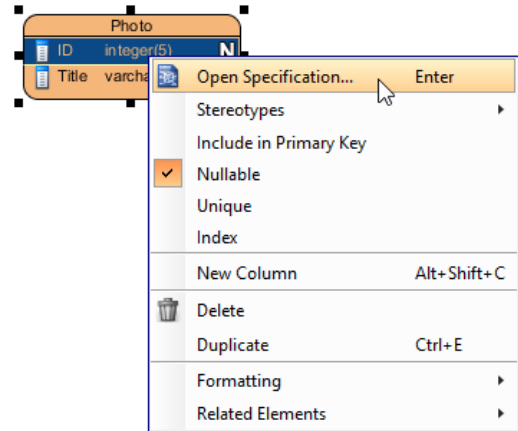 Photo
ID integer(5) N
Title varcha
Open Specification... Enter
Stereotypes
Include in Primary Key
Nullable
Unique
Index
New Column Alt+Shift+C
Delete
Duplicate Ctrl+E
Formatting
Related Elements